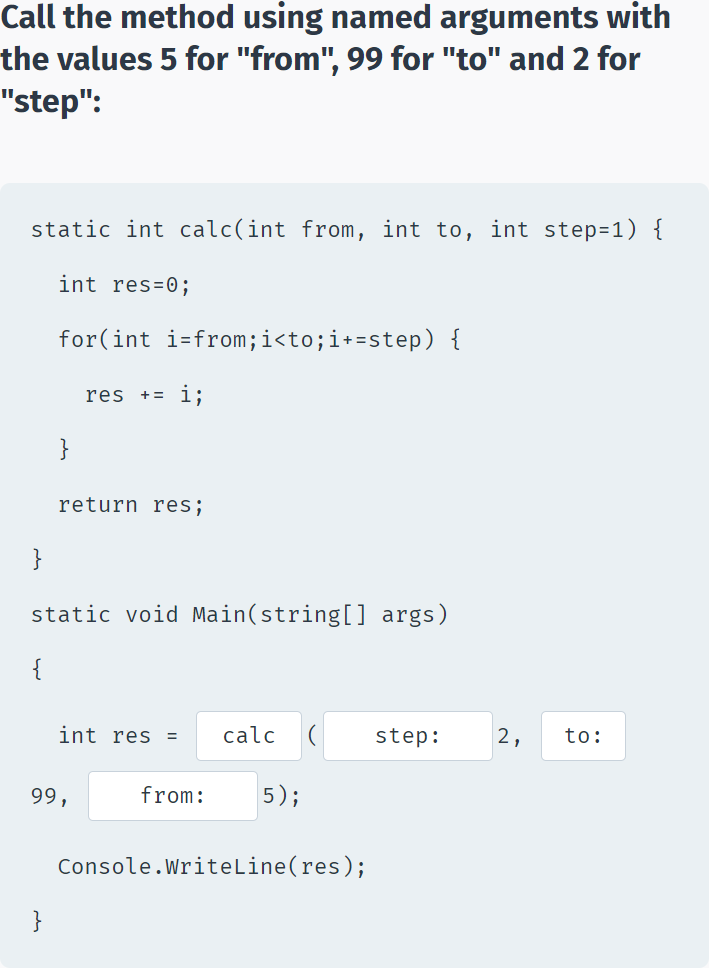 Call the method using named arguments with
the values 5 for "from", 99 for "to" and 2 for
"step":
static int calc(int from, int to, int step=1) {
int res=0;
for(int i=from;i<to;i+=step) {
res += i;
}
return res;
}
static void Main(string[] args)
{
int res = calc ( step: 2, to:
99, from: 5);
Console.WriteLine(res);
}